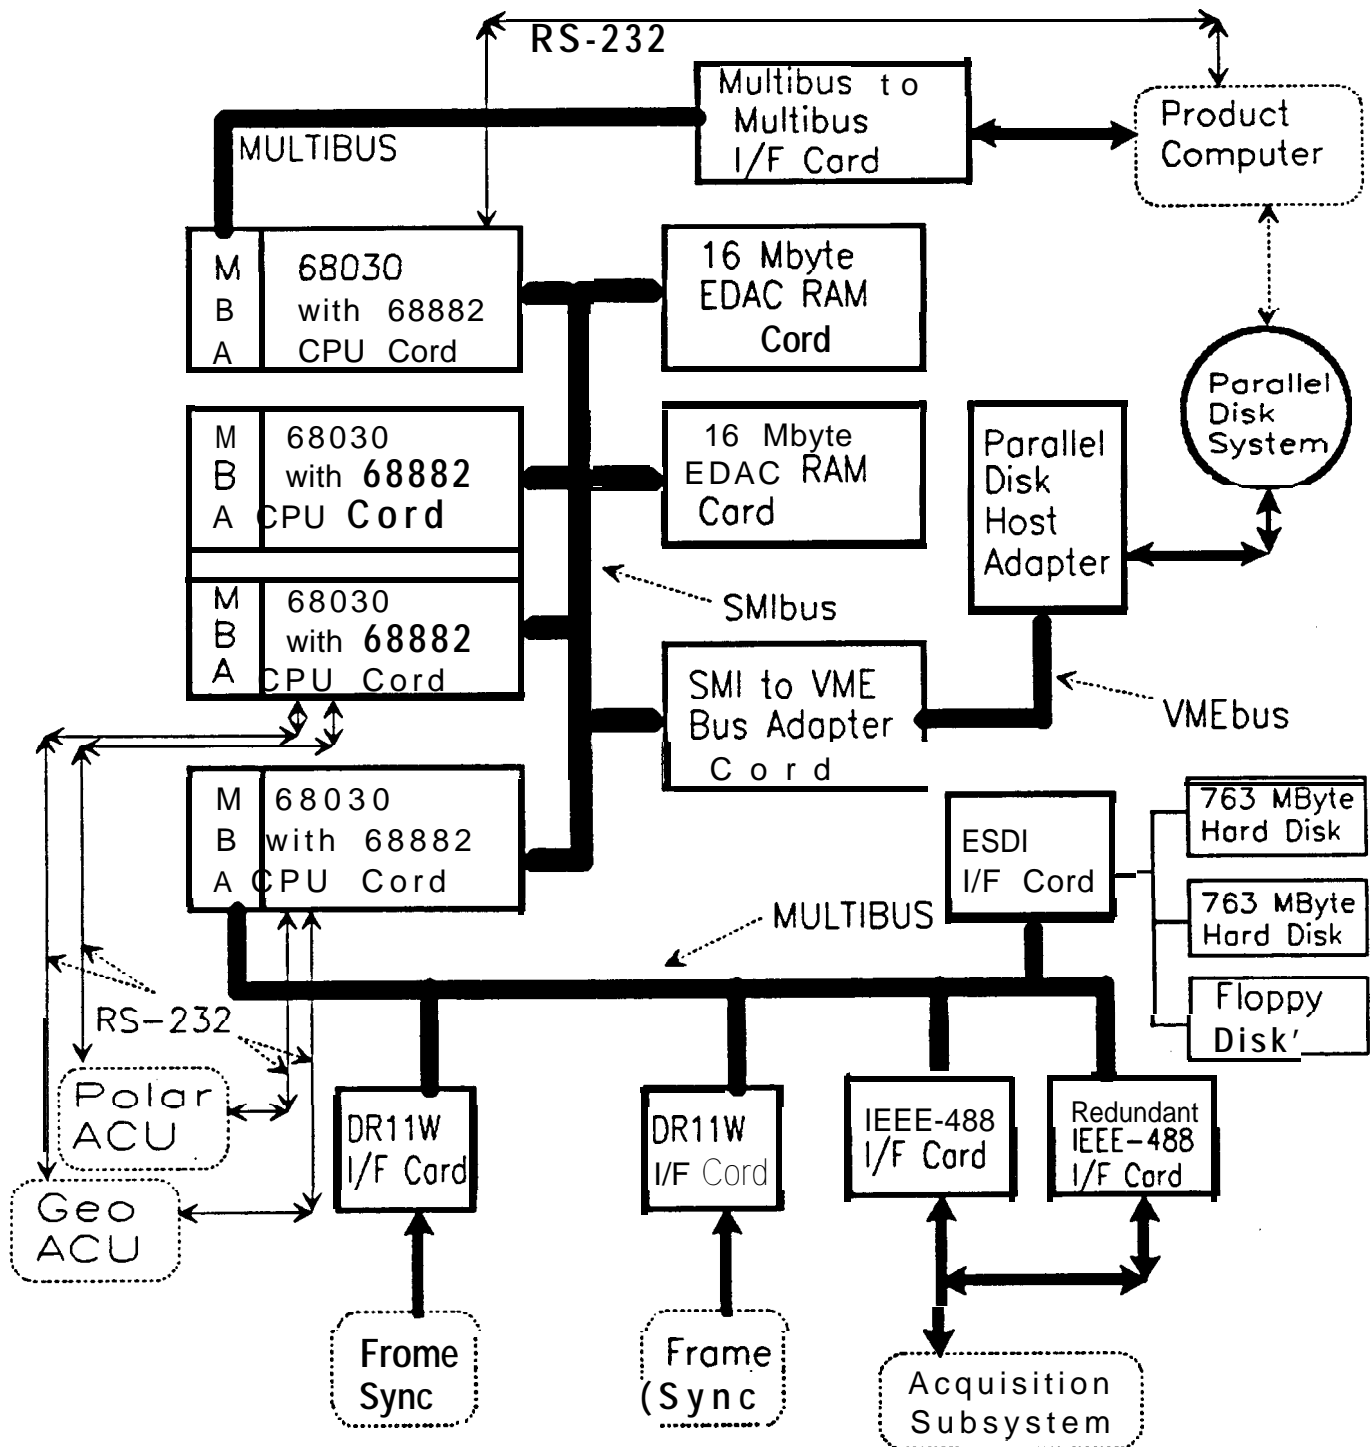 RS-232
Multibus to
Multibus
I/F Card
MULTIBUS
Product
Computer
M
B
A
68030
with 68882
CPU Cord
16 Mbyte
EDAC RAM
Cord
Parallel
Disk
System
M
B
A
68030
with 68882
CPU Cord
16 Mbyte
EDAC RAM
Card
Parallel
Disk
Host
Adapter
SMIbus
M
B
A
68030
with 68882
CPU Cord
SMI to VME
Bus Adapter
Cord
VMEbus
M
B
A
68030
with 68882
CPU Cord
ESDI
I/F Cord
763 MByte
Hard Disk
763 MByte
Hard Disk
Floppy
Disk'
MULTIBUS
RS-232
Polar
ACU
Geo
ACU
DR11W
I/F Card
DR11W
I/F Cord
IEEE-488
I/F Card
Redundant
IEEE-488
I/F Card
Frome
Sync
Frame
(Sync
Acquisition
Subsystem